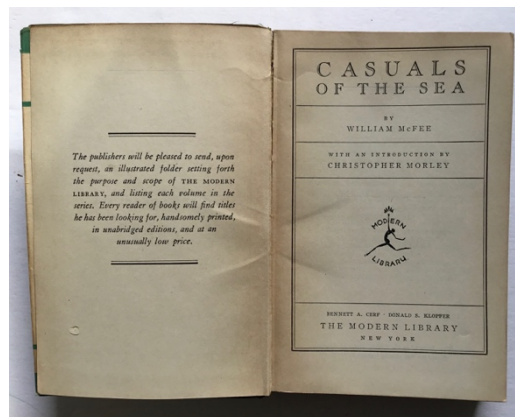 The publishers will be pleased to send, upon
request, an illustrated folder setting forth
the purpose and scope of THE MODERN
LIBRARY, and listing each volume in the
series. Every reader of books will find titles
he has been looking for, handsomely printed,
in unabridged editions, and at an
unusually low price.
CASUALS
OF THE SEA
BY
WILLIAM McFEE
WITH AN INTRODUCTION BY
CHRISTOPHER MORLEY
MODERN
LIBRARY
BENNETT A. CERF · DONALD S. KLOPFER
THE MODERN LIBRARY
NEW YORK